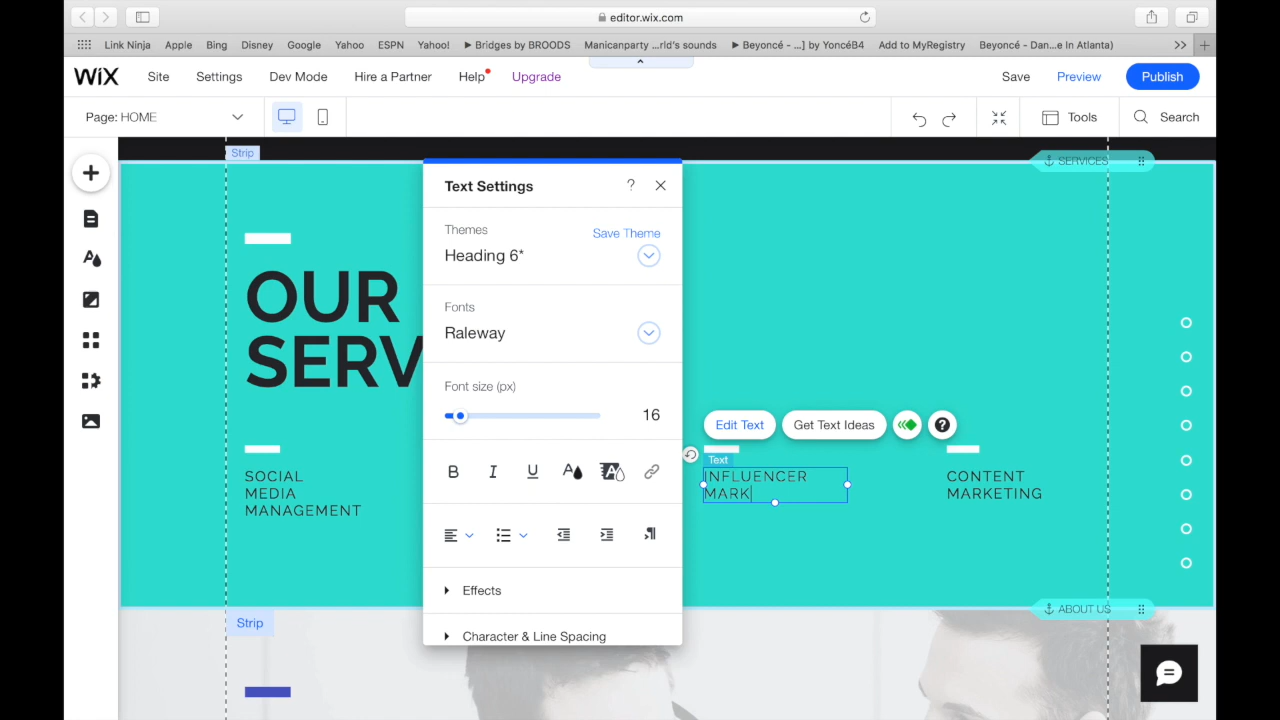 editor.wix.com
Link Ninja Apple Bing Disney Google Yahoo ESPN Yahoo! ▶ Bridges by BROODS Manicanparty ...rld's sounds ▶ Beyoncé - ...] by YoncéB4 Add to MyRegistry Beyoncé - Dan...e In Atlanta)
WiX Site Settings Dev Mode Hire a Partner Help Upgrade Save Preview Publish
Page: HOME Tools Search
Strip
SERVICES
Text Settings ?
Themes
Save Theme
Heading 6*
Fonts
Raleway
Font size (px)
16
B I U
Effects
Character & Line Spacing
OUR
SERV
Edit Text Get Text Ideas ?
Text
SOCIAL
MEDIA
MANAGEMENT
INFLUENCER
MARK
CONTENT
MARKETING
ABOUT US
Strip